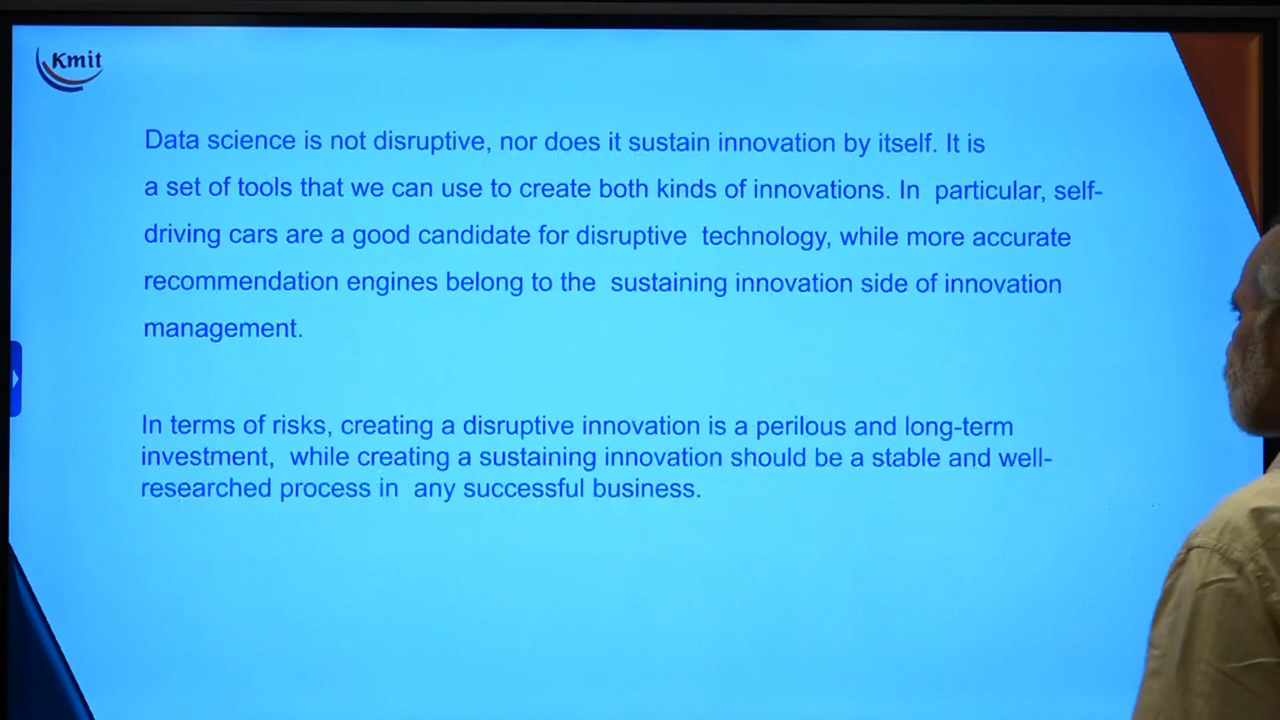 Kmit
Data science is not disruptive, nor does it sustain innovation by itself. It is
a set of tools that we can use to create both kinds of innovations. In particular, self-
driving cars are a good candidate for disruptive technology, while more accurate
recommendation engines belong to the sustaining innovation side of innovation
management.
In terms of risks, creating a disruptive innovation is a perilous and long-term
investment, while creating a sustaining innovation should be a stable and well-
researched process in any successful business.